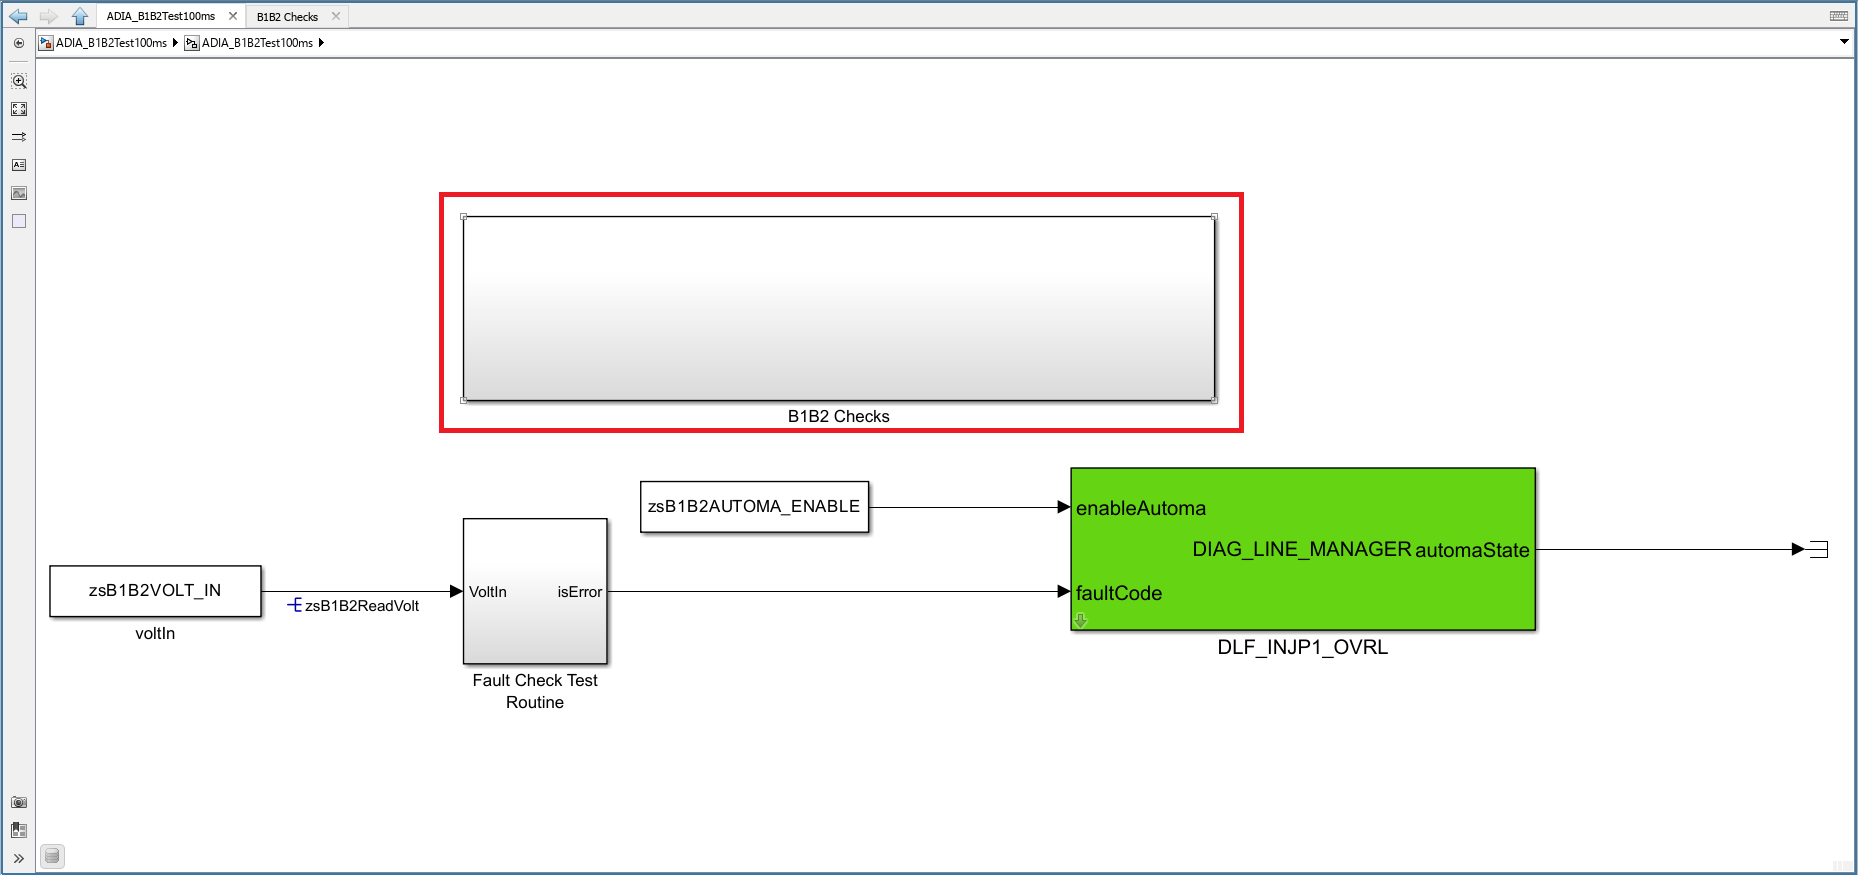 ADIA_B1B2Test100ms
B1B2 Checks
ADIA_B1B2Test100ms
ADIA_B1B2Test100ms
B1B2 Checks
zsB1B2AUTOMA_ENABLE
enableAutoma
DIAG_LINE_MANAGER
automaState
zsB1B2VOLT_IN
zsB1B2ReadVolt
voltIn
VoltIn
isError
faultCode
DLF_INJP1_OVRL
Fault Check Test
Routine